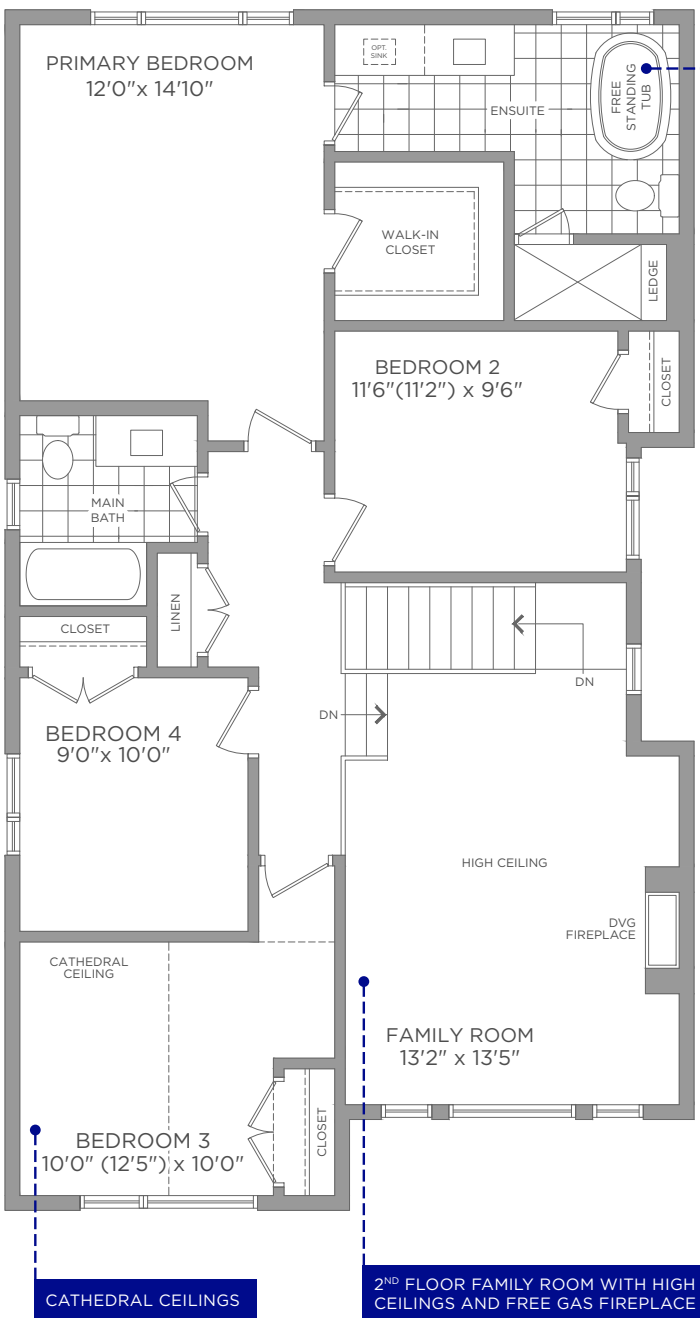 PRIMARY BEDROOM
12'0"x 14'10"
OPT.
SINK
ENSUITE
FREE
STANDING
TUB
WALK-IN
CLOSET
LEDGE
BEDROOM 2
11'6"(11'2") x 9'6"
CLOSET
MAIN
BATH
LINEN
CLOSET
DN
DN
BEDROOM 4
9'0"x 10'0"
HIGH CEILING
DVG
FIREPLACE
CATHEDRAL
CEILING
FAMILY ROOM
13'2" x 13'5"
BEDROOM 3
10'0" (12'5") x 10'0"
CLOSET
CATHEDRAL CEILINGS
2ND FLOOR FAMILY ROOM WITH HIGH
CEILINGS AND FREE GAS FIREPLACE